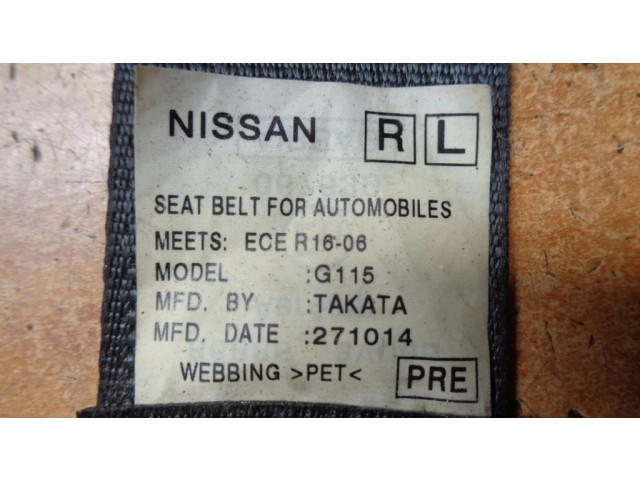 NISSAN R L
SEAT BELT FOR AUTOMOBILES
MEETS: ECE R16-06
MODEL :G115
MFD. BY :TAKATA
MFD. DATE :271014
WEBBING >PET< PRE